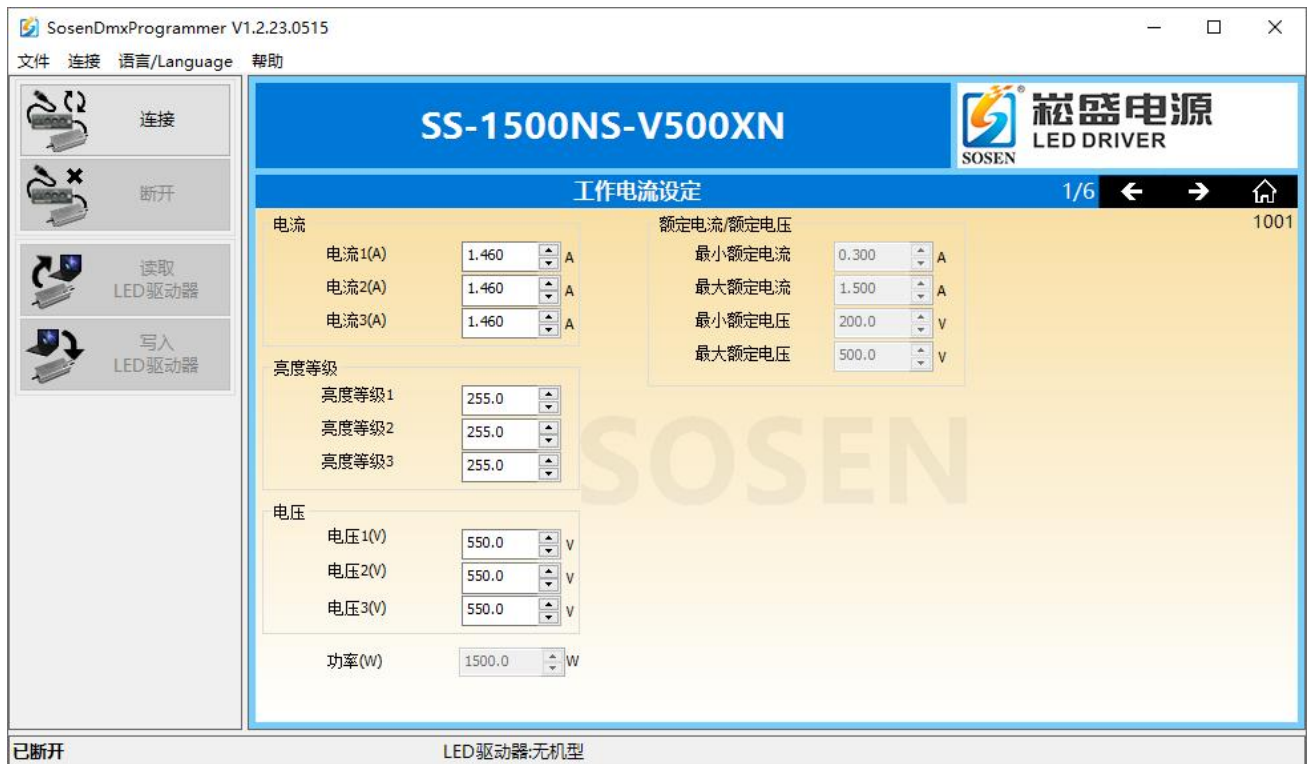 SosenDmxProgrammer V1.2.23.0515
文件 连接 语言/Language 帮助
连接
断开
读取
LED驱动器
写入
LED驱动器
SS-1500NS-V500XN
SOSEN
崧盛电源
LED DRIVER
工作电流设定
1/6
1001
电流
电流1(A) 1.460 A
电流2(A) 1.460 A
电流3(A) 1.460 A
额定电流/额定电压
最小额定电流 0.300 A
最大额定电流 1.500 A
最小额定电压 200.0 V
最大额定电压 500.0 V
亮度等级
亮度等级1 255.0
亮度等级2 255.0
亮度等级3 255.0
SOSEN
电压
电压1(V) 550.0 V
电压2(V) 550.0 V
电压3(V) 550.0 V
功率(W) 1500.0 W
已断开
LED驱动器:无机型